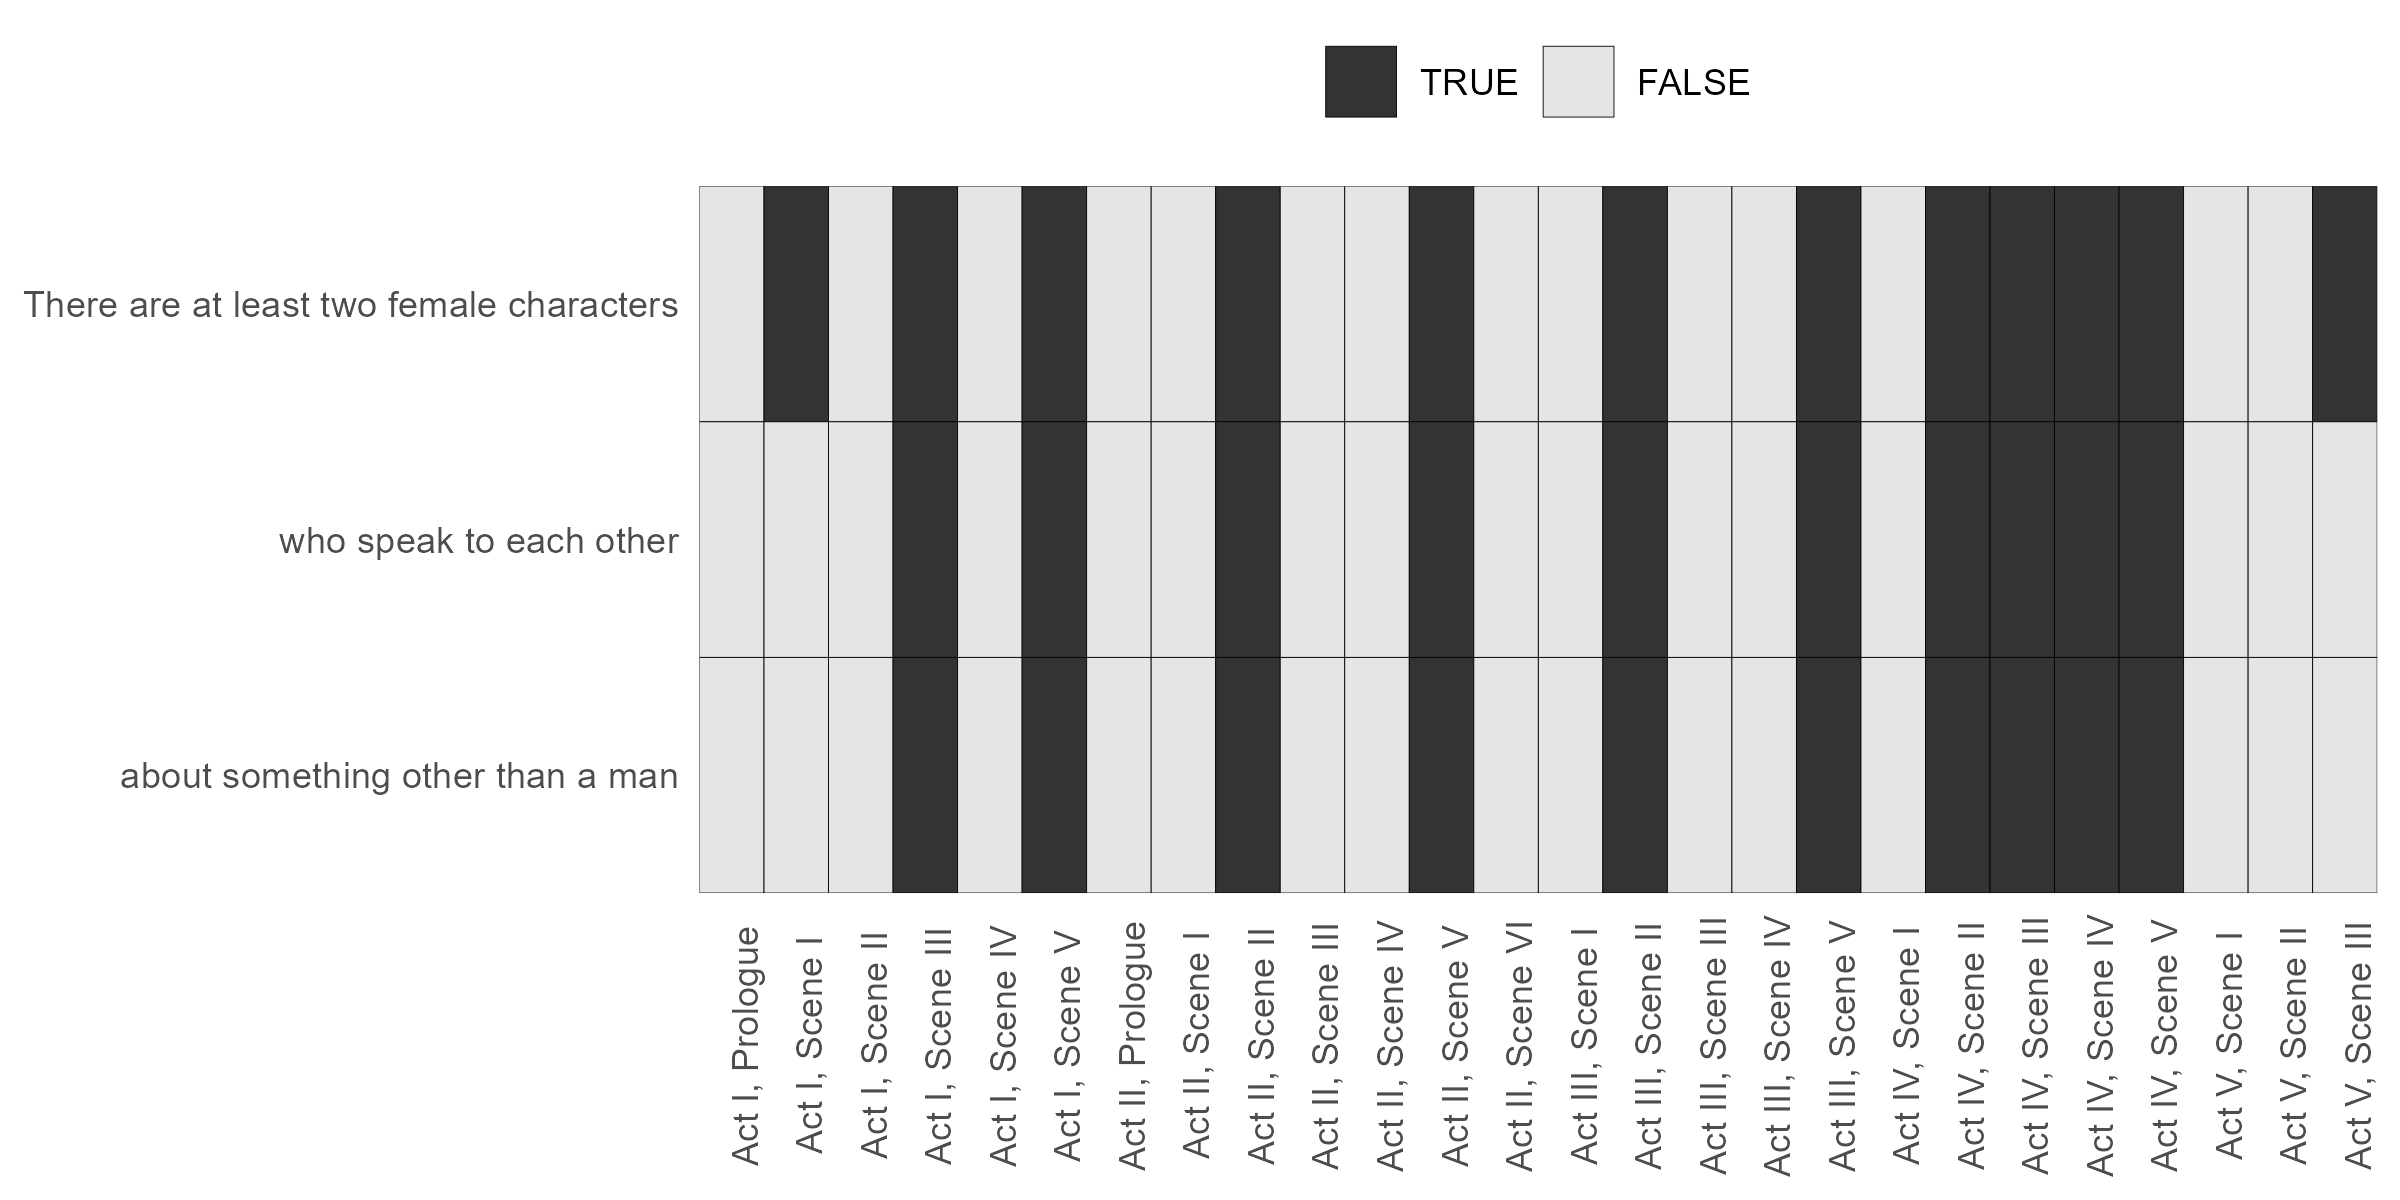 TRUE
FALSE
There are at least two female characters
who speak to each other
about something other than a man
Act I, Prologue
Act I, Scene I
Act I, Scene II
Act I, Scene III
Act I, Scene IV
Act I, Scene V
Act II, Prologue
Act II, Scene I
Act II, Scene II
Act II, Scene III
Act II, Scene IV
Act II, Scene V
Act II, Scene VI
Act III, Scene I
Act III, Scene II
Act III, Scene III
Act III, Scene IV
Act III, Scene V
Act IV, Scene I
Act IV, Scene II
Act IV, Scene III
Act IV, Scene IV
Act IV, Scene V
Act V, Scene I
Act V, Scene II
Act V, Scene III